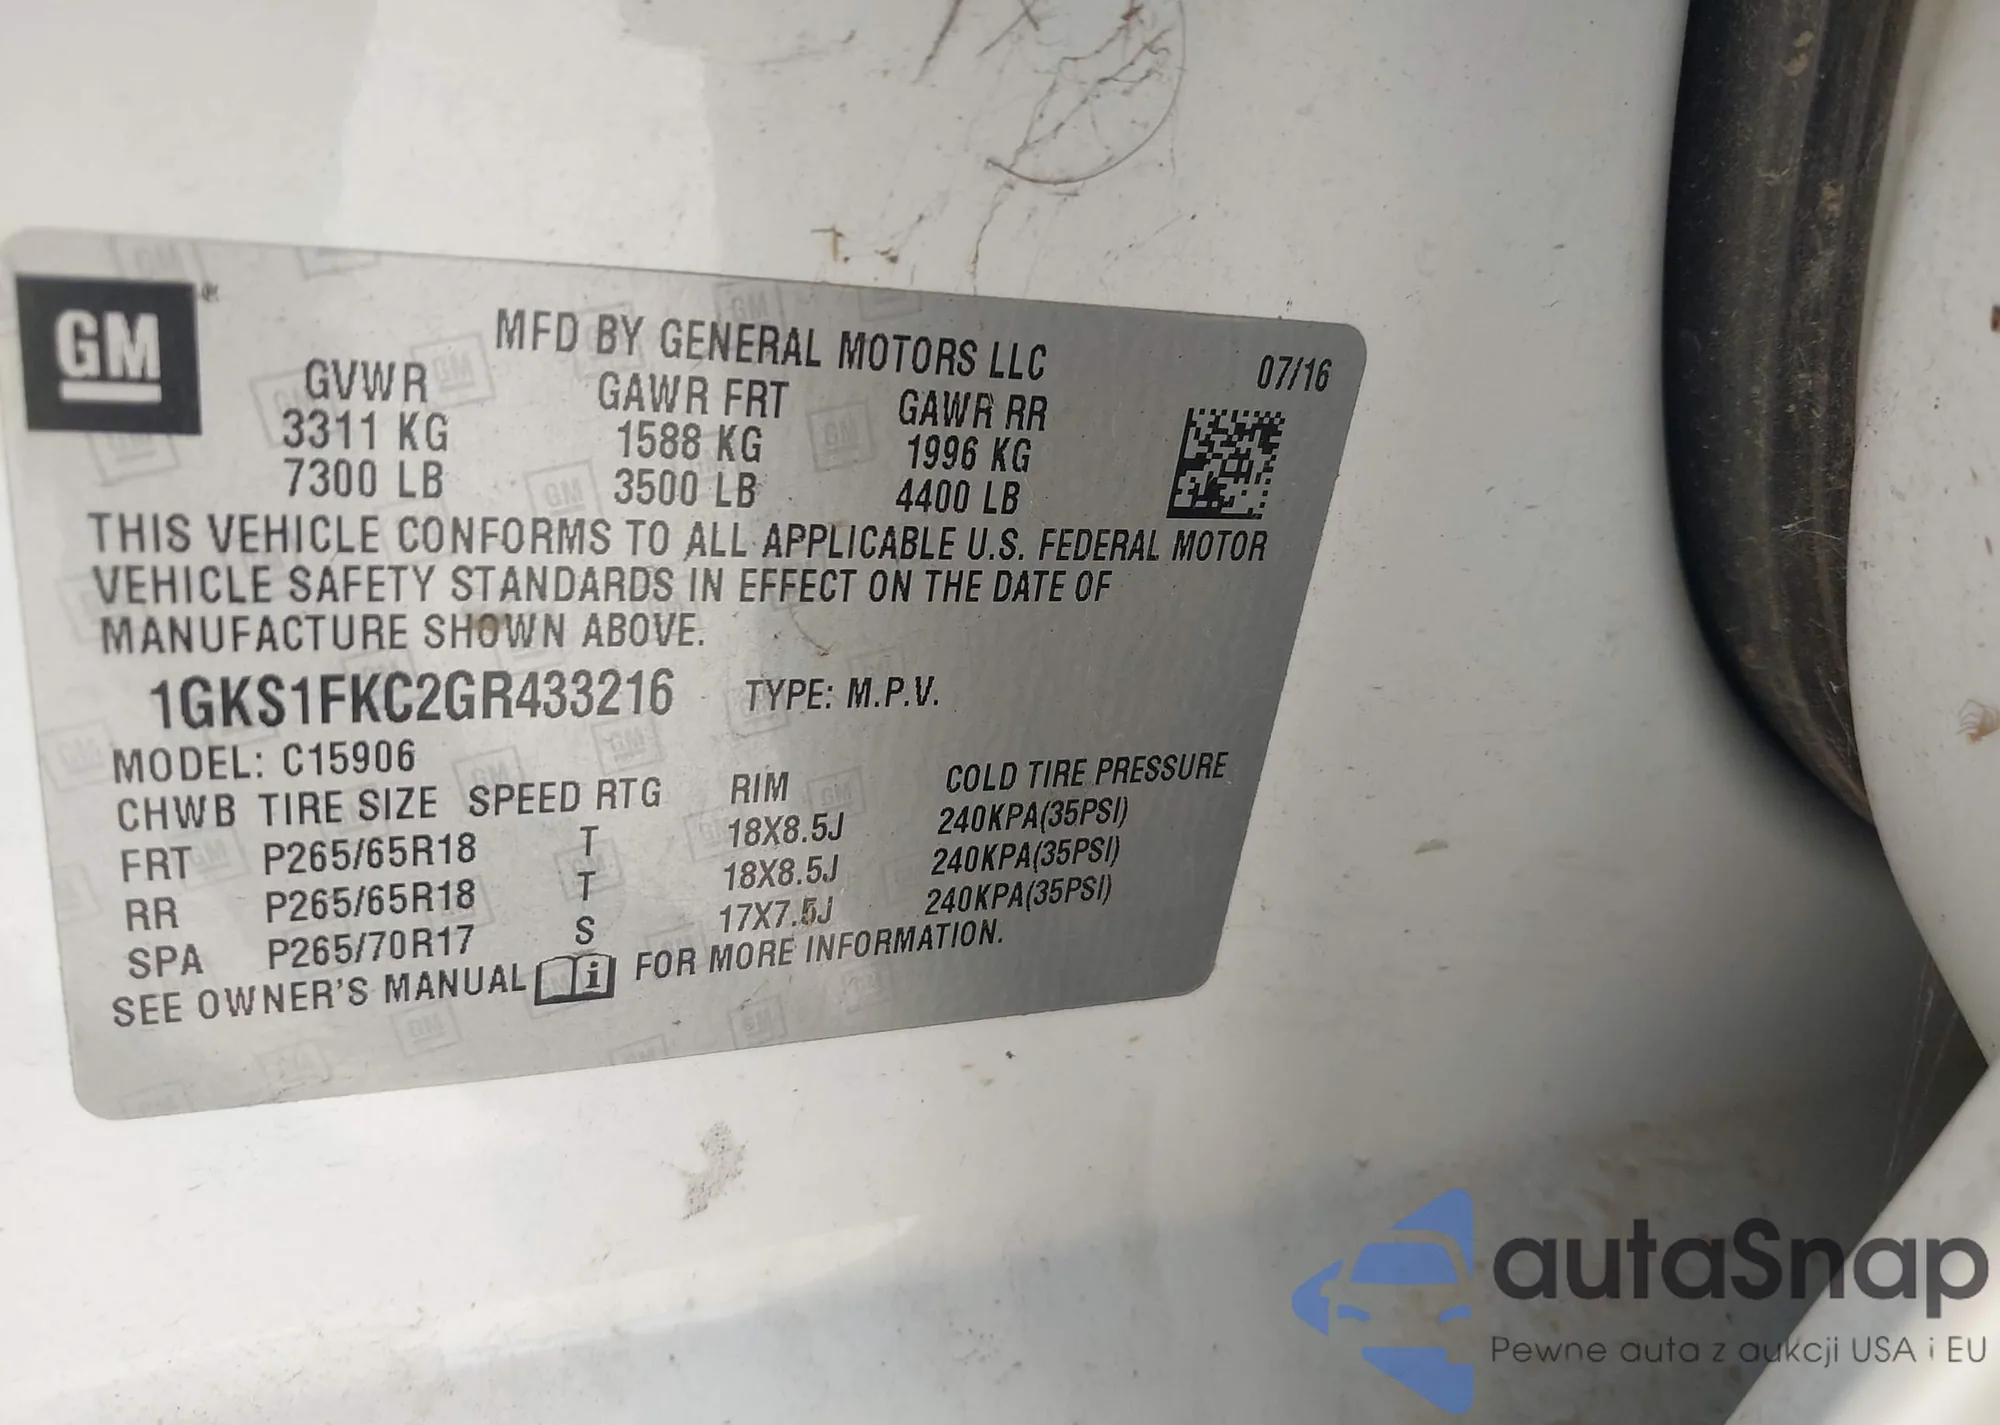 GM
MFD BY GENERAL MOTORS LLC
07/16
GVWR GAWR FRT GAWR RR
3311 KG 1588 KG 1996 KG
7300 LB 3500 LB 4400 LB
THIS VEHICLE CONFORMS TO ALL APPLICABLE U.S. FEDERAL MOTOR
VEHICLE SAFETY STANDARDS IN EFFECT ON THE DATE OF
MANUFACTURE SHOWN ABOVE.
1GKS1FKC2GR433216 TYPE: M.P.V.
MODEL: C15906
CHWB TIRE SIZE SPEED RTG RIM COLD TIRE PRESSURE
FRT P265/65R18 T 18X8.5J 240KPA(35PSI)
RR P265/65R18 T 18X8.5J 240KPA(35PSI)
SPA P265/70R17 S 17X7.5J 240KPA(35PSI)
SEE OWNER'S MANUAL i FOR MORE INFORMATION.
autaSnap
Pewne auta z aukcji USA i EU